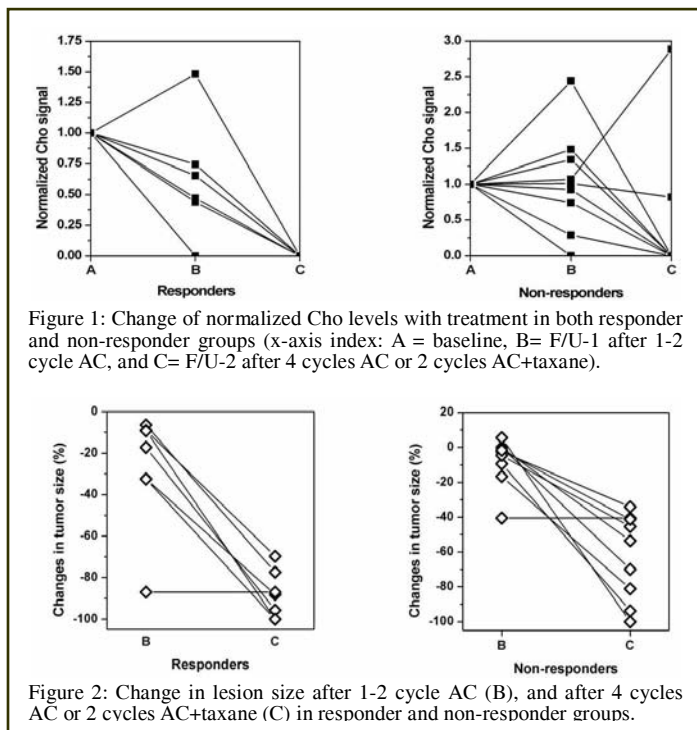 1.75
1.50
1.25
1.00
0.75
0.50
0.25
0.00
Normalized Cho signal
A B C
Responders
3.0
2.5
2.0
1.5
1.0
0.5
0.0
Normalized Cho signal
A B C
Non-responders
Figure 1: Change of normalized Cho levels with treatment in both responder
and non-responder groups (x-axis index: A = baseline, B= F/U-1 after 1-2
cycle AC, and C= F/U-2 after 4 cycles AC or 2 cycles AC+taxane).
0
-20
-40
-60
-80
-100
Changes in tumor size (%)
B C
Responders
20
0
-20
-40
-60
-80
-100
Changes in tumor size (%)
B C
Non-responders
Figure 2: Change in lesion size after 1-2 cycle AC (B), and after 4 cycles
AC or 2 cycles AC+taxane (C) in responder and non-responder groups.